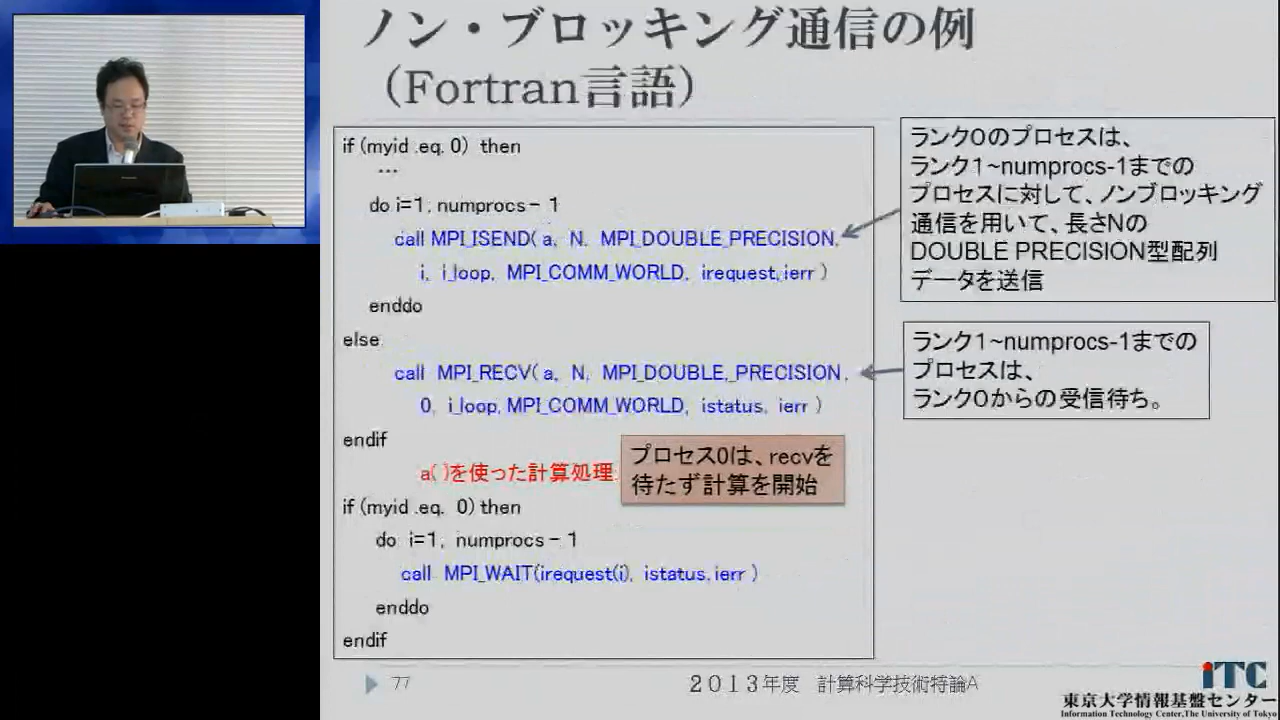 ノン・ブロッキング通信の例
（Fortran言語）
if (myid .eq. 0) then
…
do i=1, numprocs - 1
call MPI_ISEND( a, N, MPI_DOUBLE_PRECISION,
i, i_loop, MPI_COMM_WORLD, irequest, ierr )
enddo
else
call MPI_RECV( a, N, MPI_DOUBLE_PRECISION ,
0, i_loop, MPI_COMM_WORLD, istatus, ierr )
endif
a( )を使った計算処理
if (myid .eq. 0) then
do i=1, numprocs - 1
call MPI_WAIT(irequest(i), istatus, ierr )
enddo
endif
ランク0のプロセスは、
ランク1~numprocs-1までの
プロセスに対して、ノンブロッキング
通信を用いて、長さNの
DOUBLE PRECISION型配列
データを送信
ランク1~numprocs-1までの
プロセスは、
ランク0からの受信待ち。
プロセス0は、recvを
待たず計算を開始
77
２０１３年度 計算科学技術特論A
iTC
東京大学情報基盤センター
Information Technology Center,The University of Tokyo